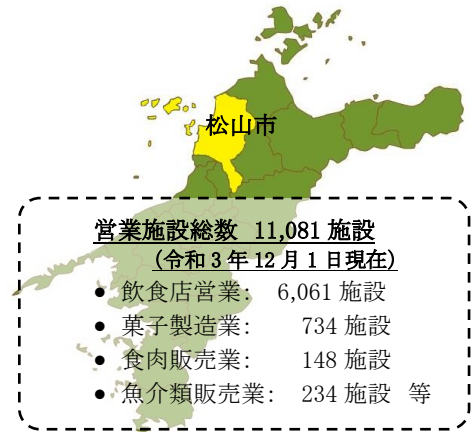 松山市
営業施設総数 11,081 施設
(令和 3 年 12 月 1 日現在)
• 飲食店営業: 6,061 施設
• 菓子製造業: 734 施設
• 食肉販売業: 148 施設
• 魚介類販売業: 234 施設 等